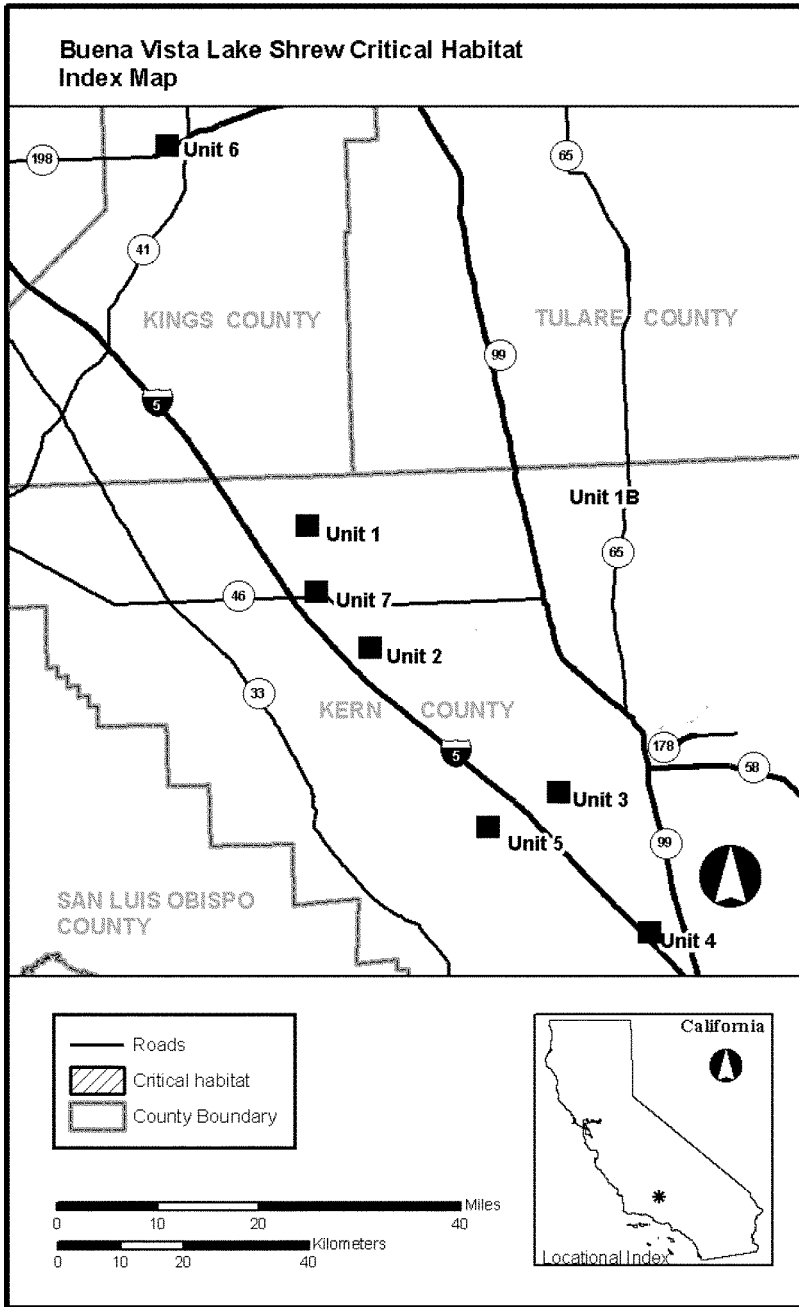 Buena Vista Lake Shrew Critical Habitat
Index Map
Unit 6
198
65
41
KINGS COUNTY
TULARE COUNTY
99
5
Unit 1B
Unit 1
65
46
Unit 7
Unit 2
33
KERN COUNTY
5
178
58
Unit 3
Unit 5
99
SAN LUIS OBISPO
COUNTY
Unit 4
Roads
Critical habitat
County Boundary
Miles
0 10 20 40
Kilometers
0 10 20 40
California
Locational Index